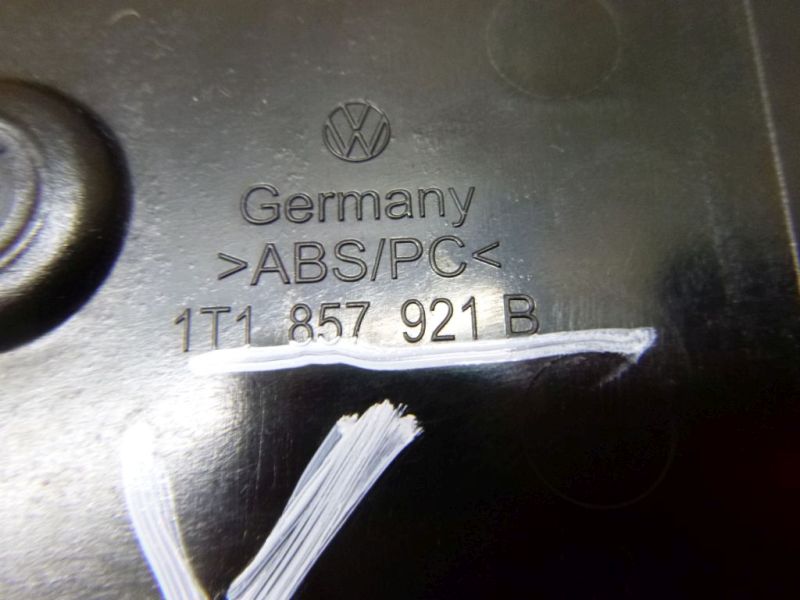 Germany
>ABS/PC<
1T1 857 921 B